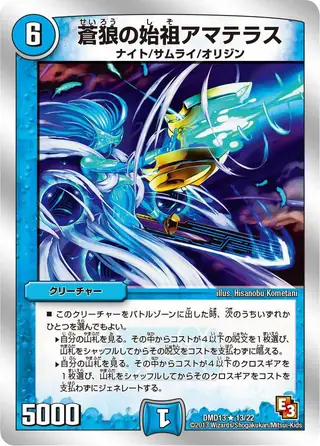 6
せいろう しそ
蒼狼の始祖アマテラス
ナイト/サムライ/オリジン
illus. Hisanobu Kometani
クリーチャー
■ このクリーチャーをバトルゾーンに出した時、次のうちいずれか
ひとつを選んでもよい。
▶自分の山札を見る。その中からコストが4以下の呪文を1枚選び、
山札をシャッフルしてからその呪文をコストを支払わずに唱える。
▶自分の山札を見る。その中からコストが4以下のクロスギアを
1枚選び、山札をシャッフルしてからそのクロスギアをコストを
支払わずにジェネレートする。
5000
1
DMD13★13/22
©2013 Wizards/Shogakukan/Mitsui-Kids
E3